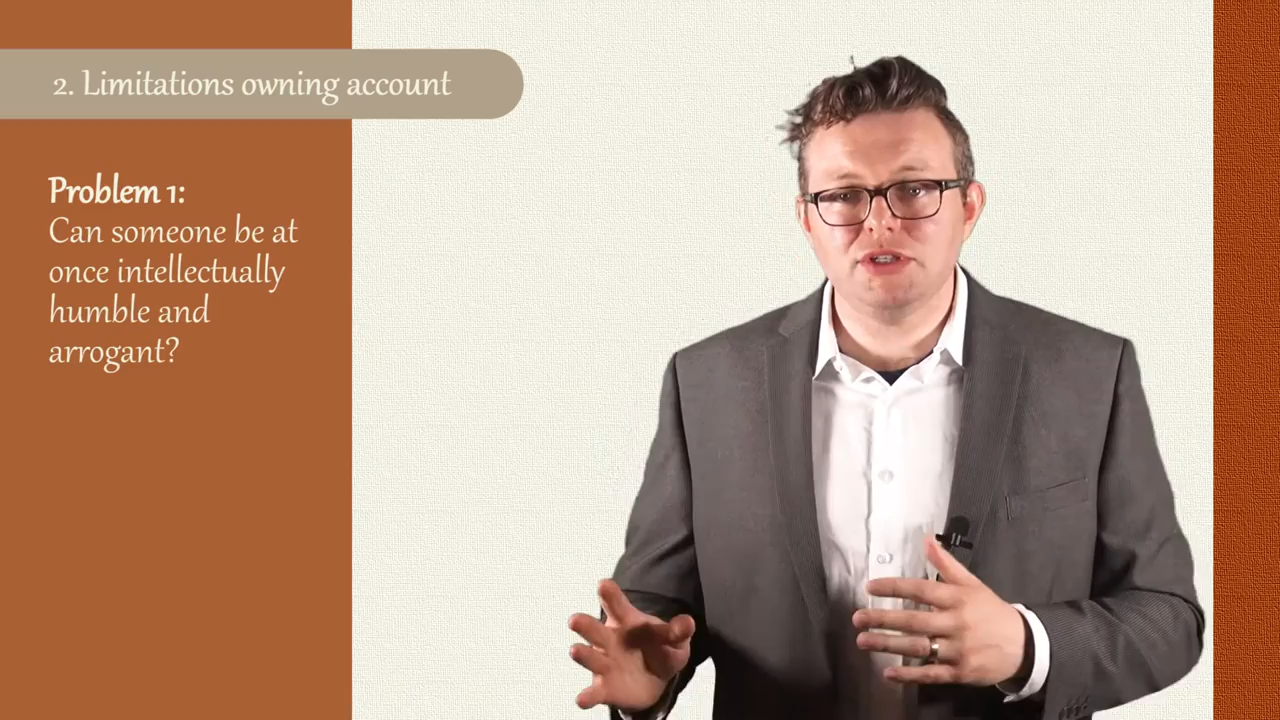 2. Limitations owning account
Problem 1:
Can someone be at
once intellectually
humble and
arrogant?